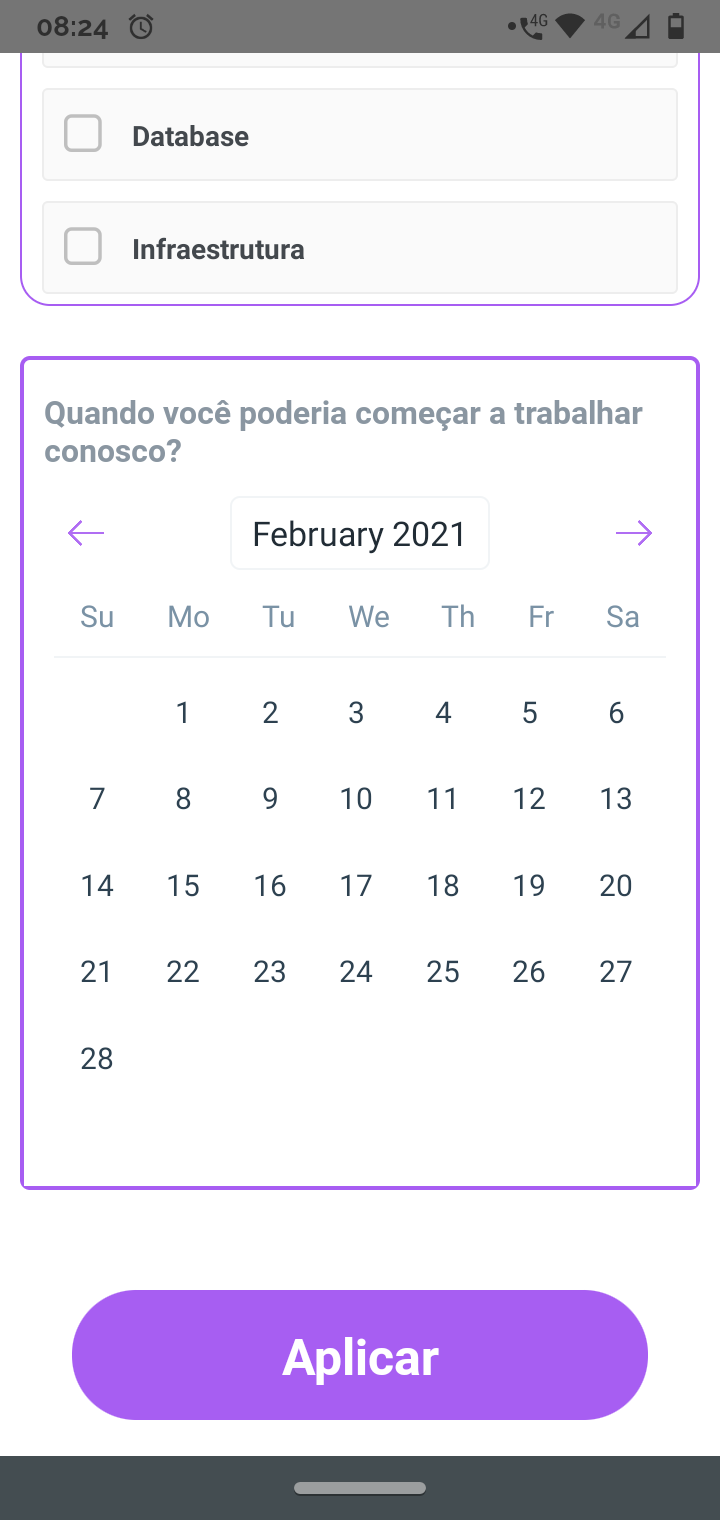 08:24 4G 4G
Database
Infraestrutura
Quando você poderia começar a trabalhar
conosco?
February 2021
Su Mo Tu We Th Fr Sa
1 2 3 4 5 6
7 8 9 10 11 12 13
14 15 16 17 18 19 20
21 22 23 24 25 26 27
28
Aplicar